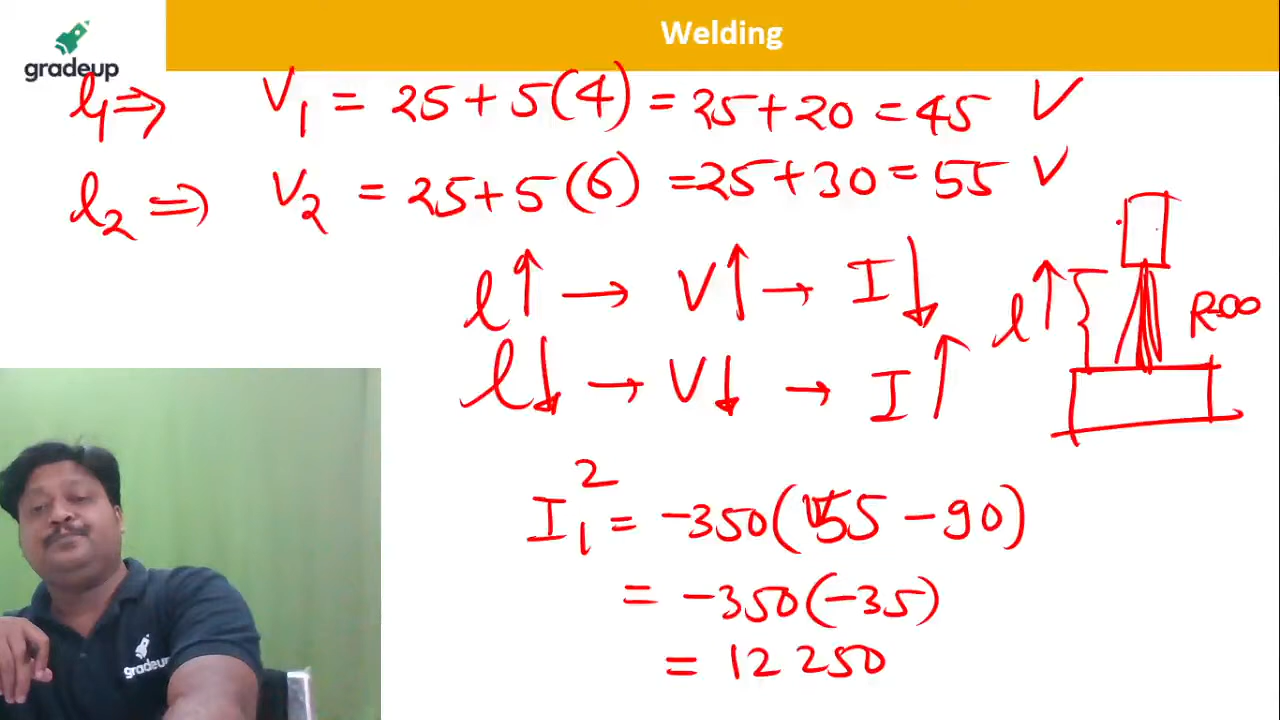 Welding
gradeup
l₁ ⇒ V₁ = 25 + 5(4) = 25 + 20 = 45 V
l₂ ⇒ V₂ = 25 + 5(6) = 25 + 30 = 55 V
l↑ → V↑ → I↓
l↓ → V↓ → I↑
l↑
I₁² = -350(55 - 90)
= -350(-35)
= 12250
gradeup